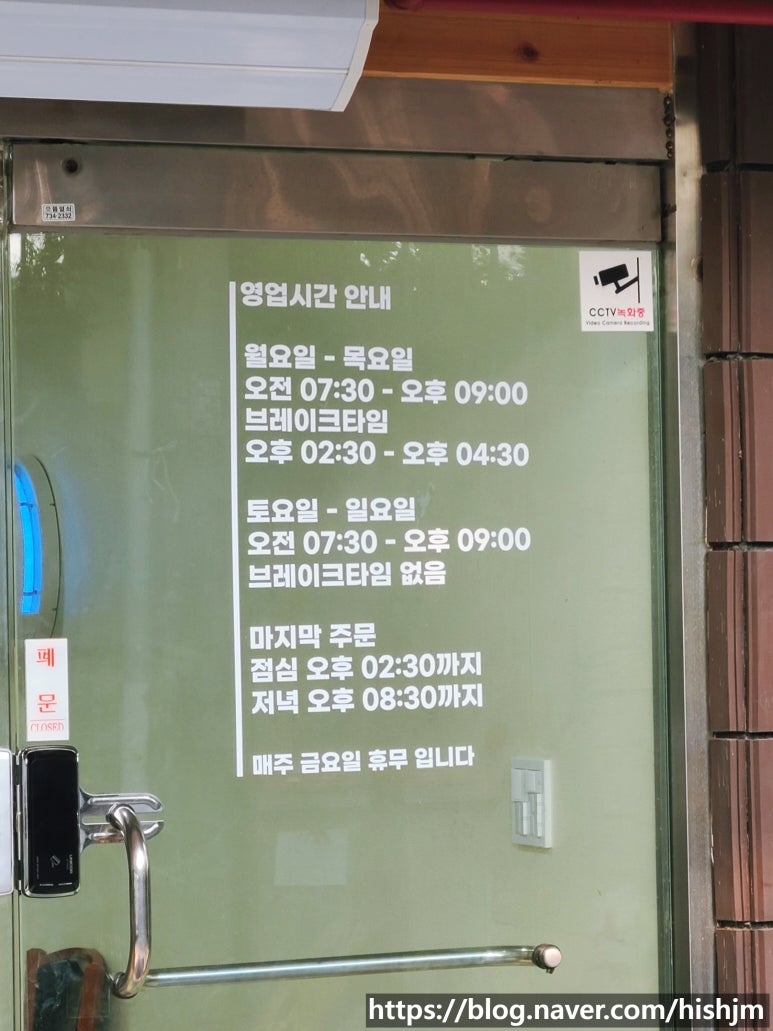 734-2332
CCTV녹화중
Video Camera Recording
영업시간 안내
월요일 - 목요일
오전 07:30 - 오후 09:00
브레이크타임
오후 02:30 - 오후 04:30
토요일 - 일요일
오전 07:30 - 오후 09:00
브레이크타임 없음
마지막 주문
점심 오후 02:30까지
저녁 오후 08:30까지
매주 금요일 휴무 입니다
폐
문
CLOSED
https://blog.naver.com/hishjm